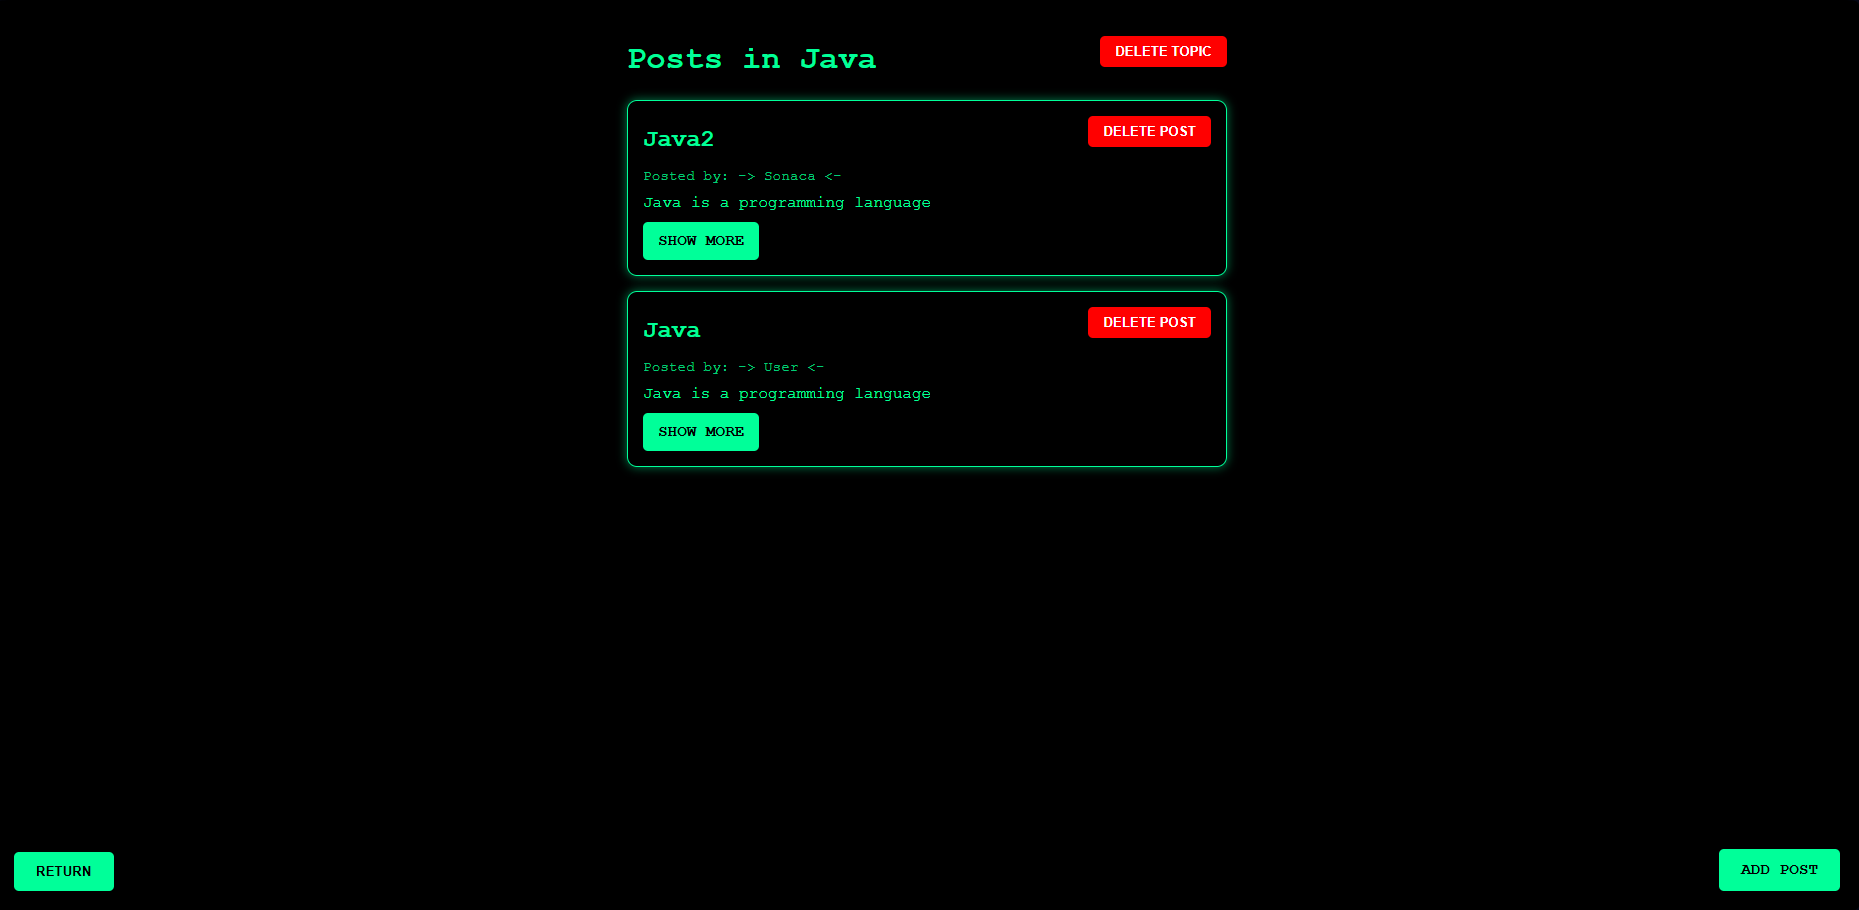 Posts in Java
DELETE TOPIC
Java2
DELETE POST
Posted by: -> Sonaca <-
Java is a programming language
SHOW MORE
Java
DELETE POST
Posted by: -> User <-
Java is a programming language
SHOW MORE
RETURN
ADD POST